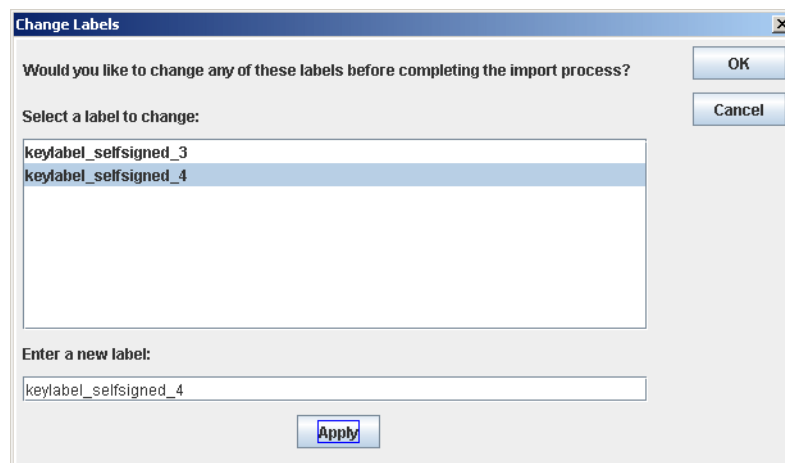 Change Labels
Would you like to change any of these labels before completing the import process?
OK
Cancel
Select a label to change:
keylabel_selfsigned_3
keylabel_selfsigned_4
Enter a new label:
keylabel_selfsigned_4
Apply